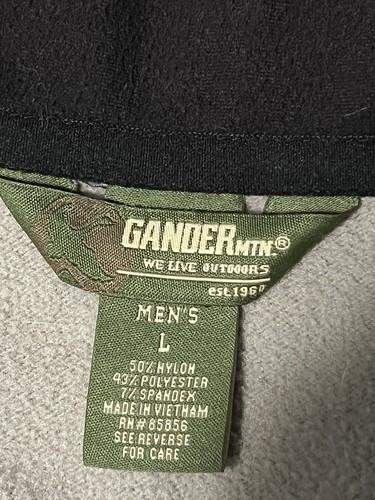 GANDER MTN.®
WE LIVE OUTDOORS
est.1960
MEN'S
L
50% NYLON
43% POLYESTER
7% SPANDEX
MADE IN VIETNAM
RN# 85856
SEE REVERSE
FOR CARE